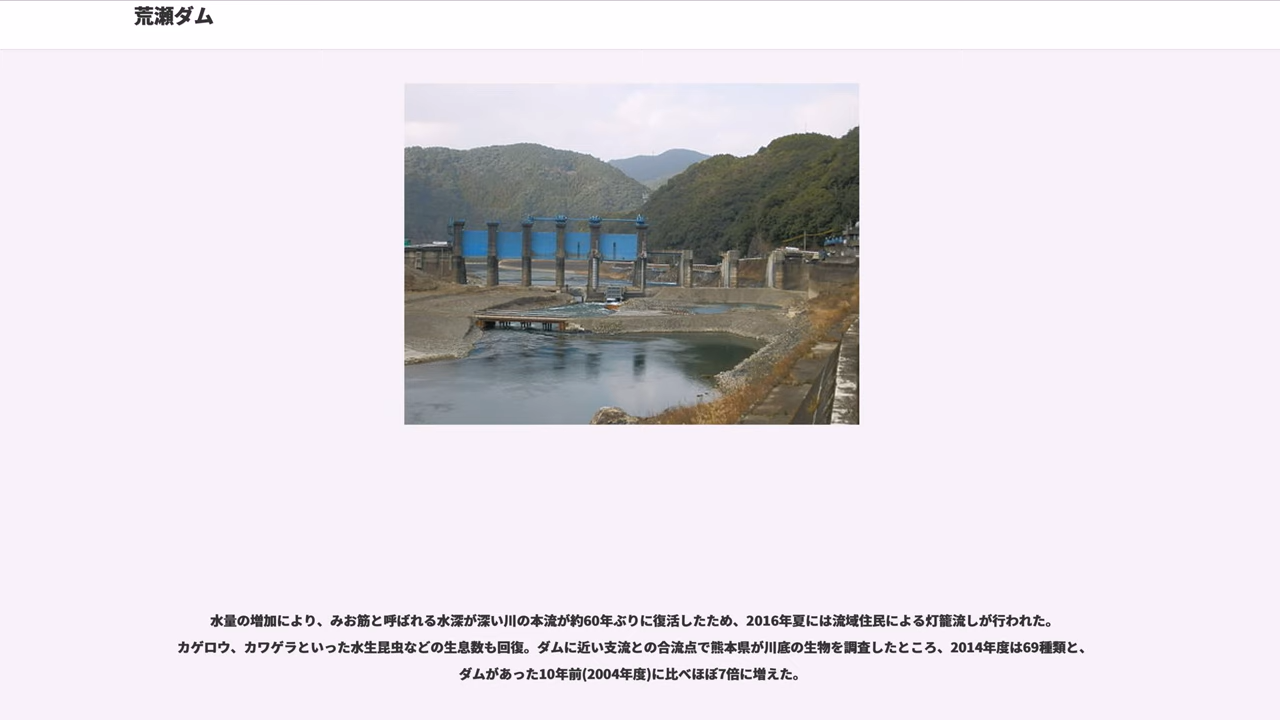 荒瀬ダム
水量の増加により、みお筋と呼ばれる水深が深い川の本流が約60年ぶりに復活したため、2016年夏には流域住民による灯籠流しが行われた。
カゲロウ、カワゲラといった水生昆虫などの生息数も回復。ダムに近い支流との合流点で熊本県が川底の生物を調査したところ、2014年度は69種類と、
ダムがあった10年前(2004年度)に比べほぼ7倍に増えた。